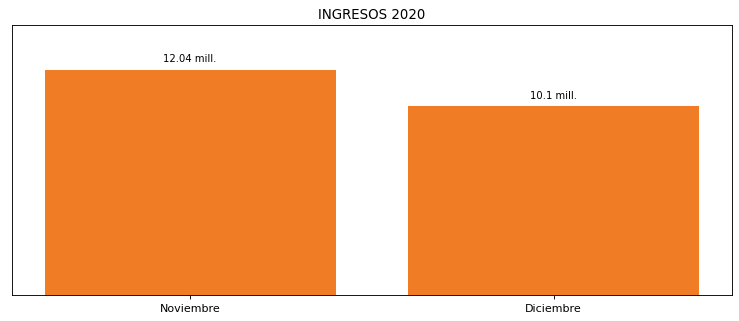 INGRESOS 2020
12.04 mill.
10.1 mill.
Noviembre
Diciembre